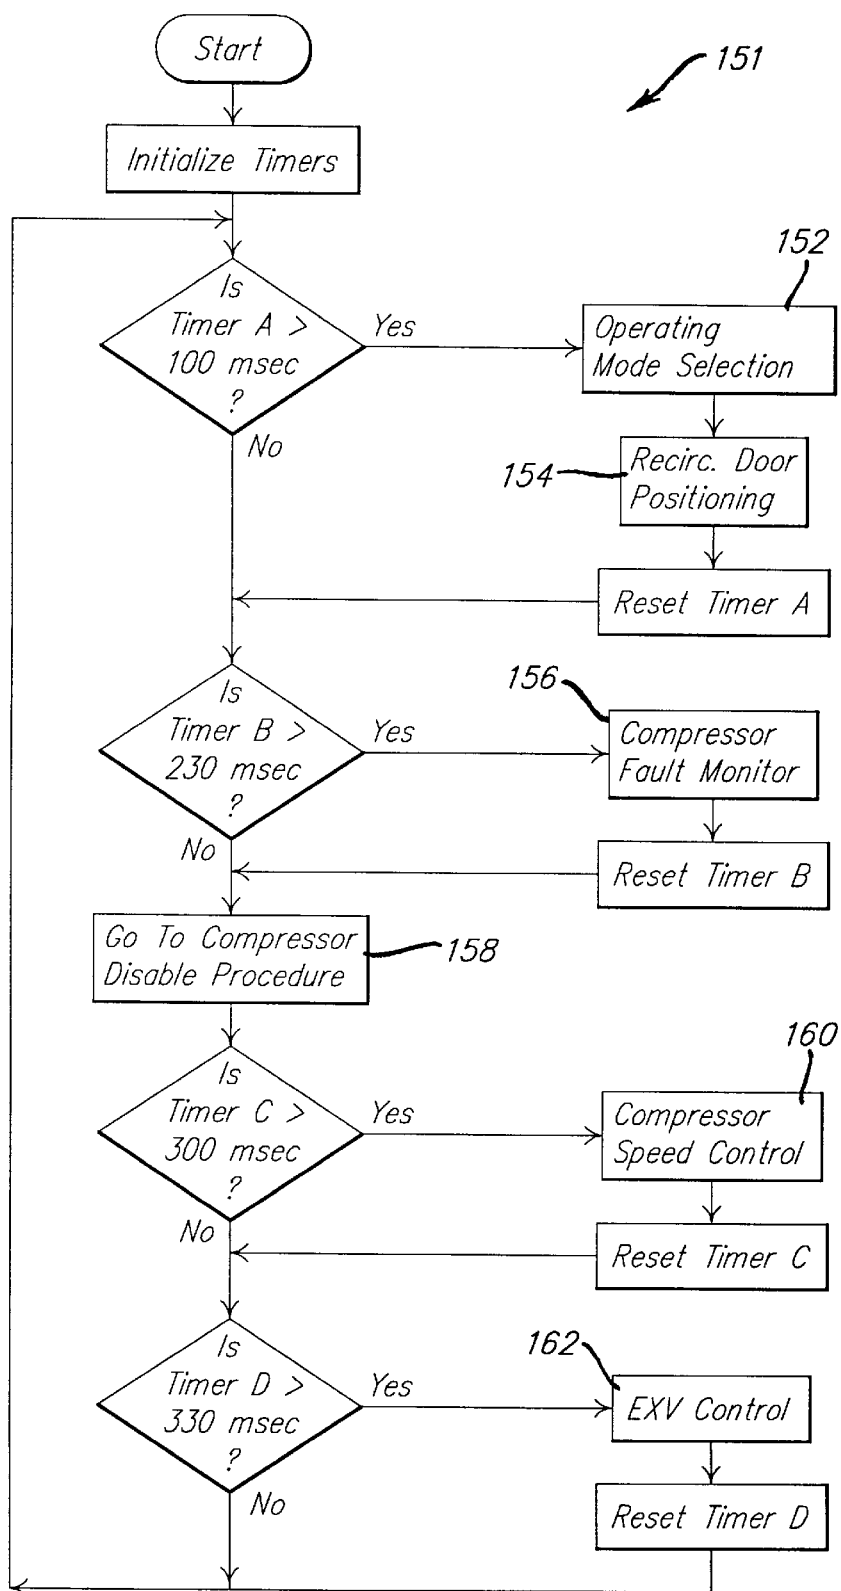 Start
151
Initialize Timers
152
Is
Timer A >
100 msec
?
Yes
No
Operating
Mode Selection
154
Recirc. Door
Positioning
Reset Timer A
156
Is
Timer B >
230 msec
?
Yes
No
Compressor
Fault Monitor
Reset Timer B
Go To Compressor
Disable Procedure
158
160
Is
Timer C >
300 msec
?
Yes
No
Compressor
Speed Control
Reset Timer C
162
Is
Timer D >
330 msec
?
Yes
No
EXV Control
Reset Timer D